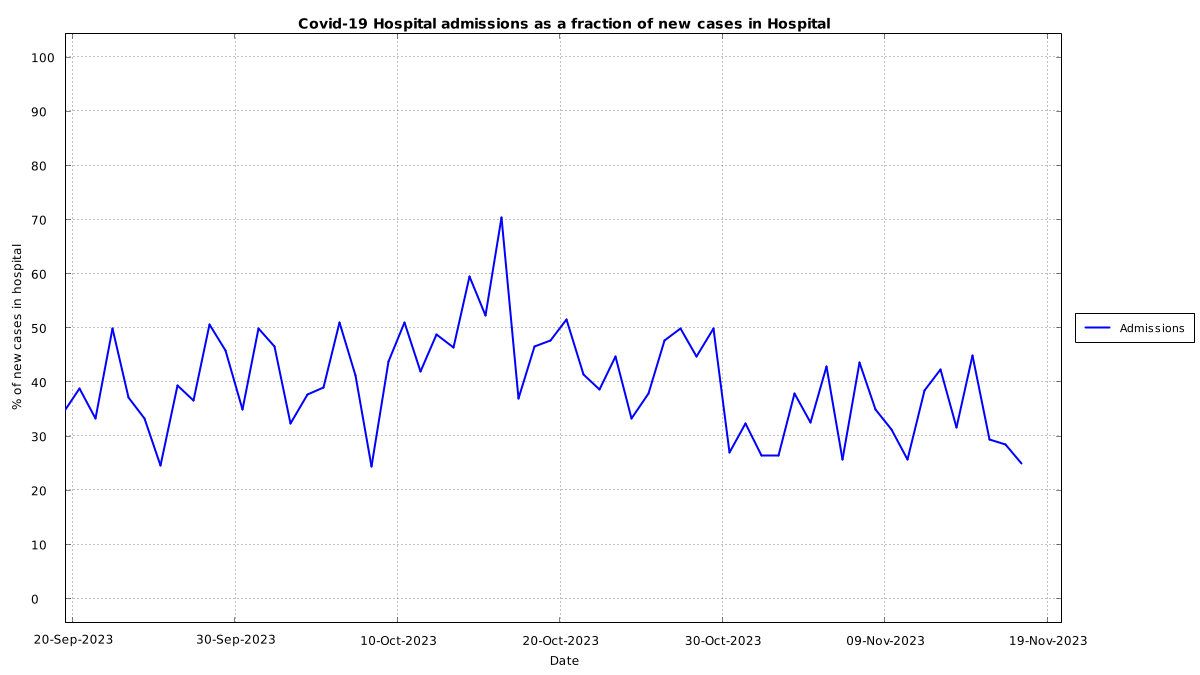 Covid-19 Hospital admissions as a fraction of new cases in Hospital
100
90
80
70
60
50
40
30
20
10
0
% of new cases in hospital
20-Sep-2023
30-Sep-2023
10-Oct-2023
20-Oct-2023
30-Oct-2023
09-Nov-2023
19-Nov-2023
Date
Admissions